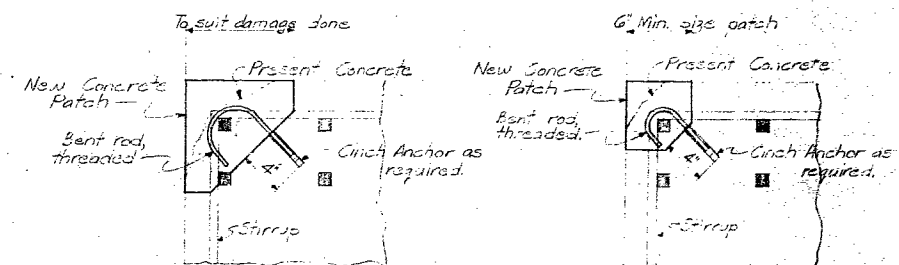 To suit damage done
Present Concrete
New Concrete
Patch
Bent rod,
threaded
4"
Cinch Anchor as
required.
Stirrup
6" Min. size patch
Present Concrete
New Concrete
Patch
Bent rod,
threaded.
4"
Cinch Anchor as
required.
Stirrup